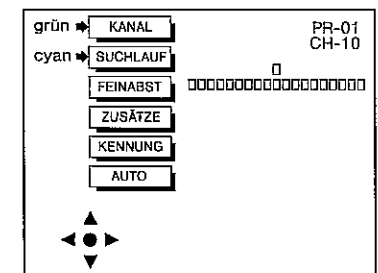 grün KANAL PR-01
CH-10
cyan SUCHLAUF
FEINABST
ZUSÄTZE
KENNUNG
AUTO